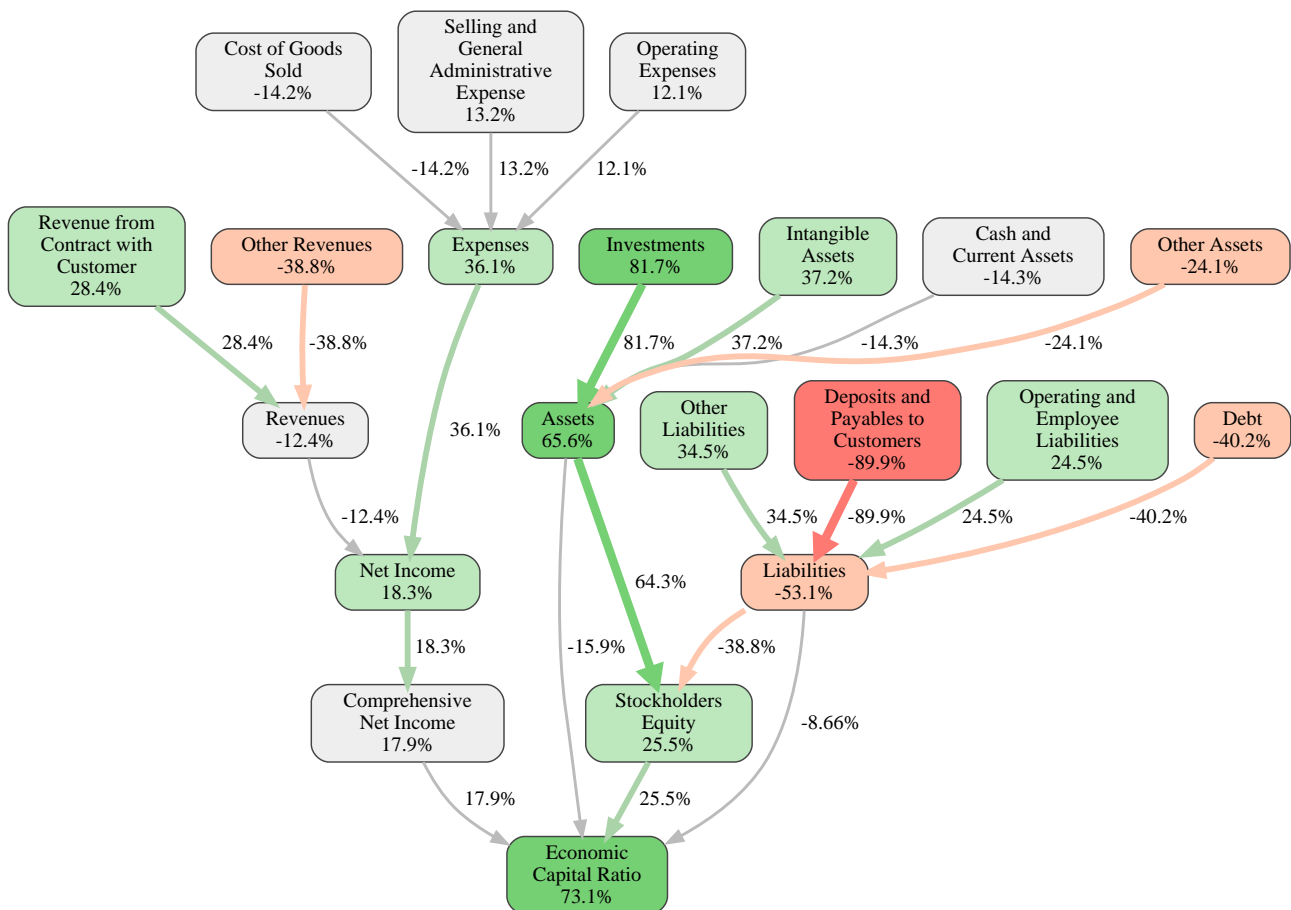 Cost of Goods
Sold
-14.2%
Selling and
General
Administrative
Expense
13.2%
Operating
Expenses
12.1%
-14.2%
13.2%
12.1%
Revenue from
Contract with
Customer
28.4%
Other Revenues
-38.8%
Expenses
36.1%
Investments
81.7%
Intangible
Assets
37.2%
Cash and
Current Assets
-14.3%
Other Assets
-24.1%
28.4%
-38.8%
81.7%
37.2%
-14.3%
-24.1%
Revenues
-12.4%
36.1%
Assets
65.6%
Other
Liabilities
34.5%
Deposits and
Payables to
Customers
-89.9%
Operating and
Employee
Liabilities
24.5%
Debt
-40.2%
-12.4%
34.5%
-89.9%
24.5%
-40.2%
Net Income
18.3%
64.3%
Liabilities
-53.1%
18.3%
-15.9%
-38.8%
Comprehensive
Net Income
17.9%
Stockholders
Equity
25.5%
-8.66%
17.9%
25.5%
Economic
Capital Ratio
73.1%